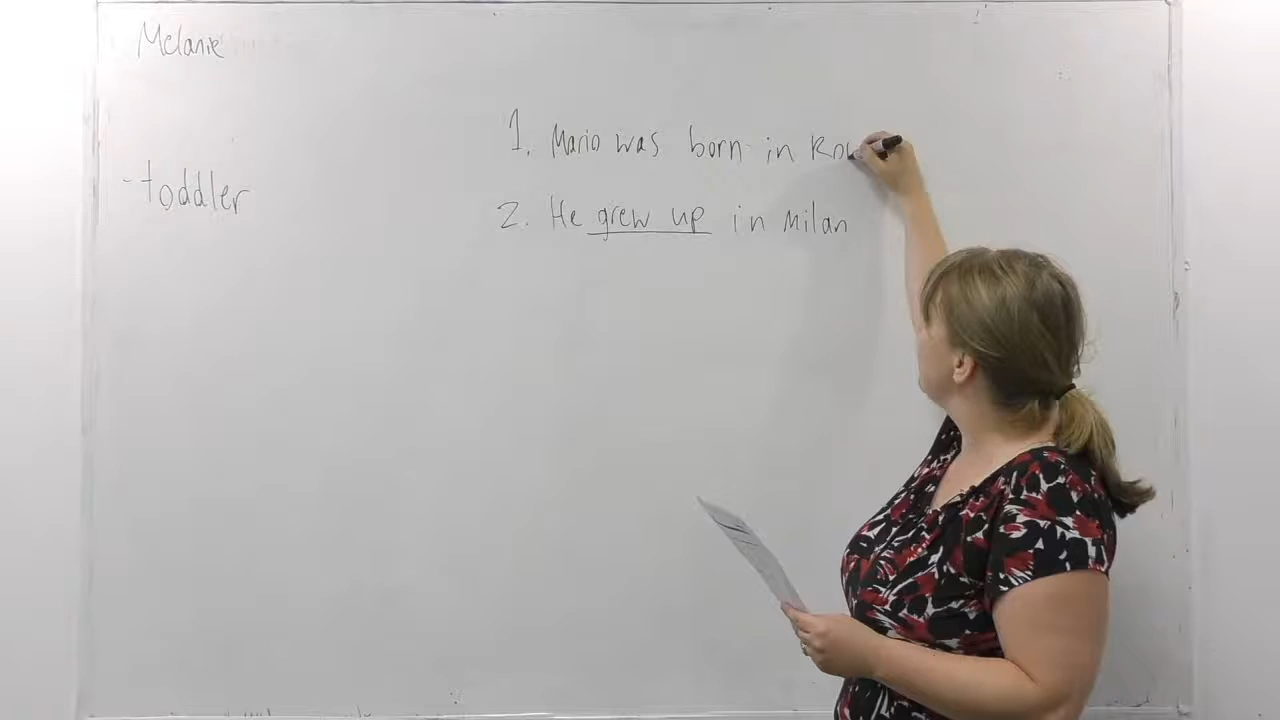 Melanie
-toddler
1. Mario was born in
2. He grew up in Milan